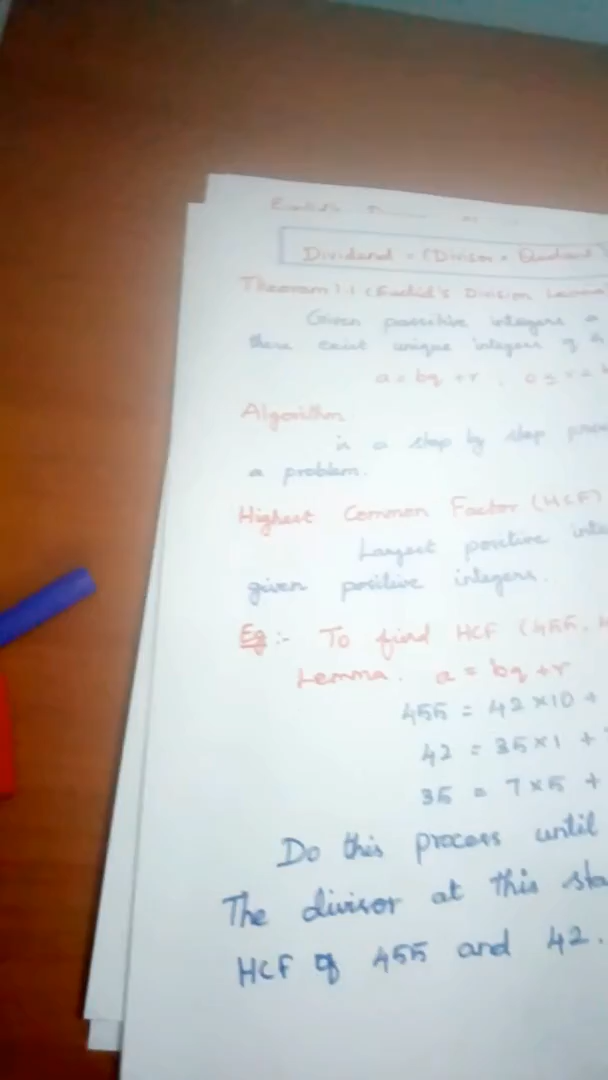 Euclid's
Dividend = (Divisor × Quotient)
Theorem 1.1 (Euclid's Division Lemma
Given possitive integers a
there exist unique integers q
a = bq + r , 0 ≤ r <
Algorithm
is a step by step
a problem.
Highest Common Factor (HCF)
Largest positive
given positive integers.
Eg:- To find HCF (455,
Lemma. a = bq + r
455 = 42 × 10 +
42 = 35 × 1 +
35 = 7 × 5 +
Do this process until
The divisor at this
HCF of 455 and 42.